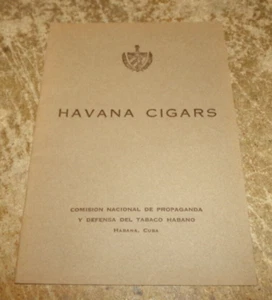 HAVANA CIGARS
COMISION NACIONAL DE PROPAGANDA
Y DEFENSA DEL TABACO HABANO
HABANA, CUBA